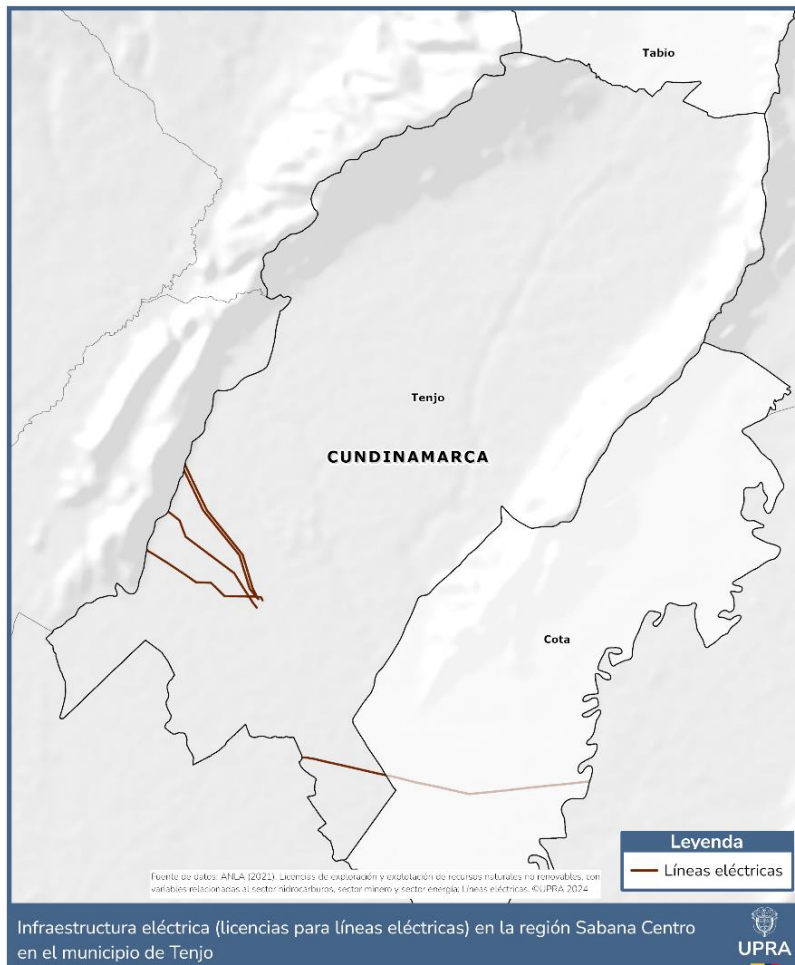 Tabio
Tenjo
CUNDINAMARCA
Cota
Leyenda
Líneas eléctricas
Fuente de datos: ANLA (2021). Licencias de exploración y explotación de recursos naturales no renovables, con
variables relacionadas al sector hidrocarburos, sector minero y sector energía; Líneas eléctricas. ©UPRA 2024
Infraestructura eléctrica (licencias para líneas eléctricas) en la región Sabana Centro
en el municipio de Tenjo
UPRA